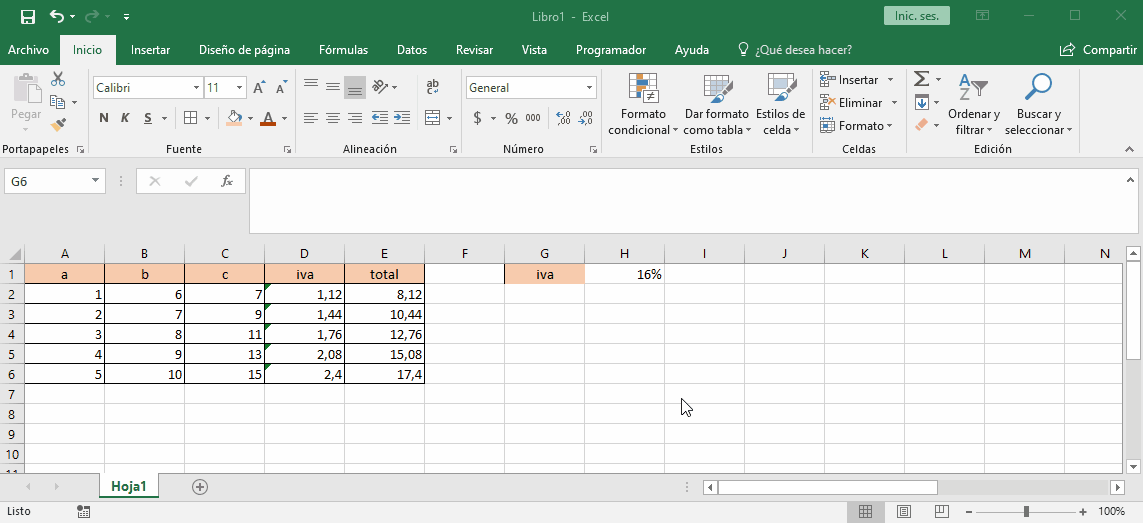 Libro1 - Excel
Inic. ses.
Archivo Inicio Insertar Diseño de página Fórmulas Datos Revisar Vista Programador Ayuda ¿Qué desea hacer? Compartir
Pegar
Portapapeles
Calibri 11 A A
N K S A
Fuente
ab
c
Alineación
General
$ % 000 ,00 ,0
Número
Formato condicional
Dar formato como tabla
Estilos de celda
Estilos
Insertar
Eliminar
Formato
Celdas
Σ
Ordenar y filtrar
Buscar y seleccionar
Edición
G6 fx
A B C D E F G H I J K L M N
1 a b c iva total iva 16%
2 1 6 7 1,12 8,12
3 2 7 9 1,44 10,44
4 3 8 11 1,76 12,76
5 4 9 13 2,08 15,08
6 5 10 15 2,4 17,4
7
8
9
10
11
Hoja1
Listo 100%